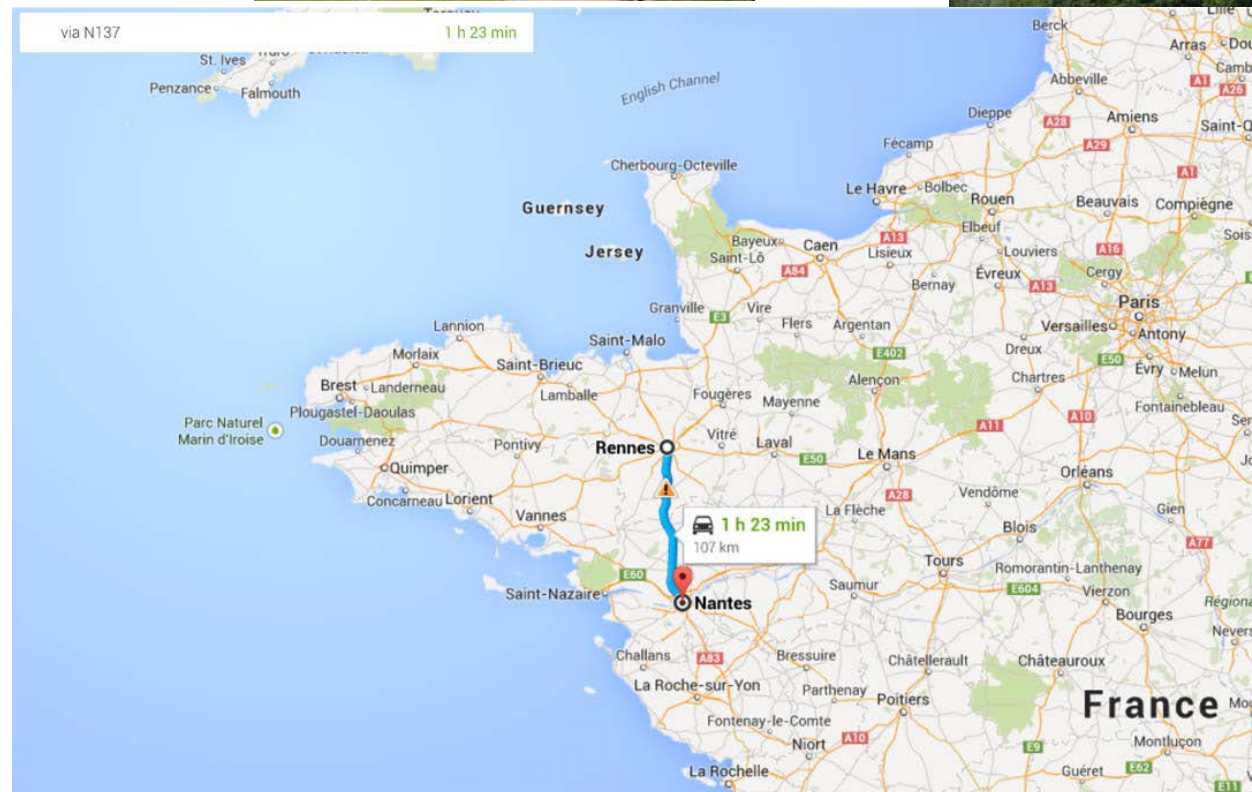 via N137
1 h 23 min
Berck
Lille
St. Ives
Penzance
Falmouth
English Channel
Arras
Abbeville
A1
A26
Dieppe
A28
Amiens
Fécamp
A29
Cherbourg-Octeville
A1
Le Havre
Bolbec
Rouen
Beauvais
Compiègne
Guernsey
Elbeuf
Bayeux
Caen
A13
Jersey
Saint-Lô
A84
Lisieux
Louviers
A16
Évreux
A13
Cergy
Bernay
Paris
Granville
E3
Vire
Flers
Argentan
Versailles
Antony
Lannion
Saint-Malo
E402
Dreux
E50
Évry
Melun
Morlaix
Saint-Brieuc
Alençon
Chartres
Brest
Landerneau
Lamballe
Fougères
Mayenne
Fontainebleau
Plougastel-Daoulas
A10
Parc Naturel
Marin d'Iroise
Douarnenez
Pontivy
Rennes
Vitré
Laval
E50
Le Mans
A11
Quimper
Orléans
Concarneau
Lorient
Vannes
A28
Vendôme
La Flèche
Blois
Gien
1 h 23 min
107 km
A77
Tours
Romorantin-Lanthenay
E60
Saint-Nazaire
Nantes
Saumur
E604
Vierzon
Bourges
Challans
A83
Bressuire
Châtellerault
Châteauroux
La Roche-sur-Yon
Parthenay
Poitiers
France
Fontenay-le-Comte
Niort
A10
E9
Montluçon
La Rochelle
Guéret
E62
E11